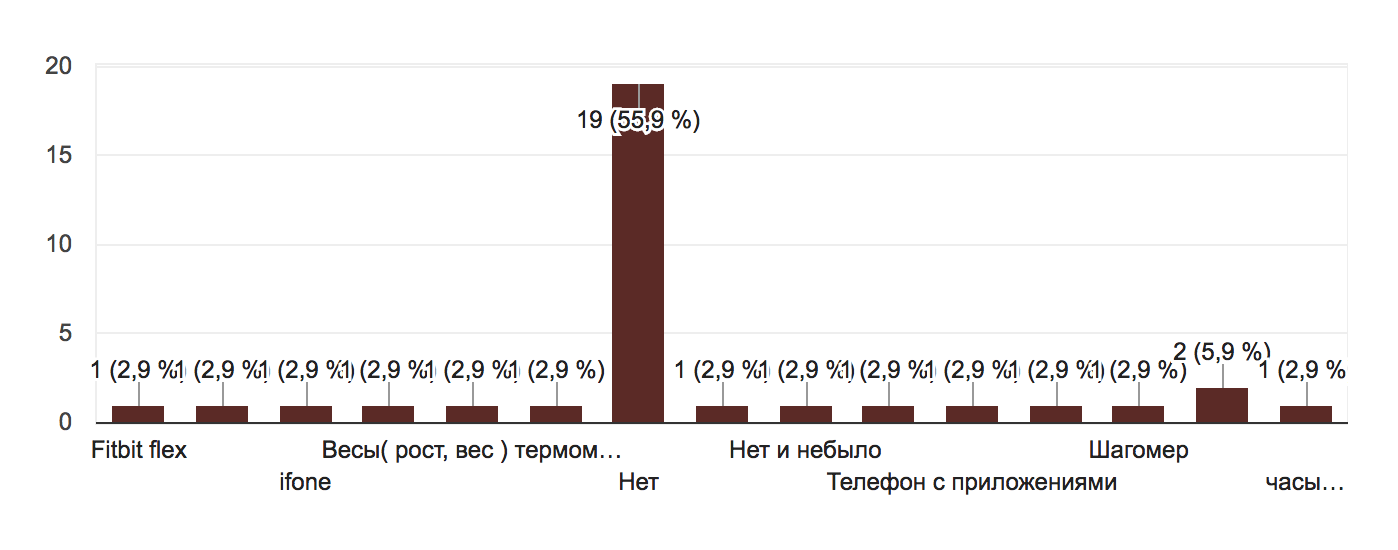 20
15
10
5
0
19 (55,9 %)
2 (5,9 %)
1 (2,9 %) 1 (2,9 %) 1 (2,9 %) 1 (2,9 %) 1 (2,9 %) 1 (2,9 %) 1 (2,9 %) 1 (2,9 %) 1 (2,9 %) 1 (2,9 %) 1 (2,9 %) 1 (2,9 %) 1 (2,9 %
Fitbit flex Весы( рост, вес ) термом… Нет и небыло Шагомер
ifone Нет Телефон с приложениями часы…